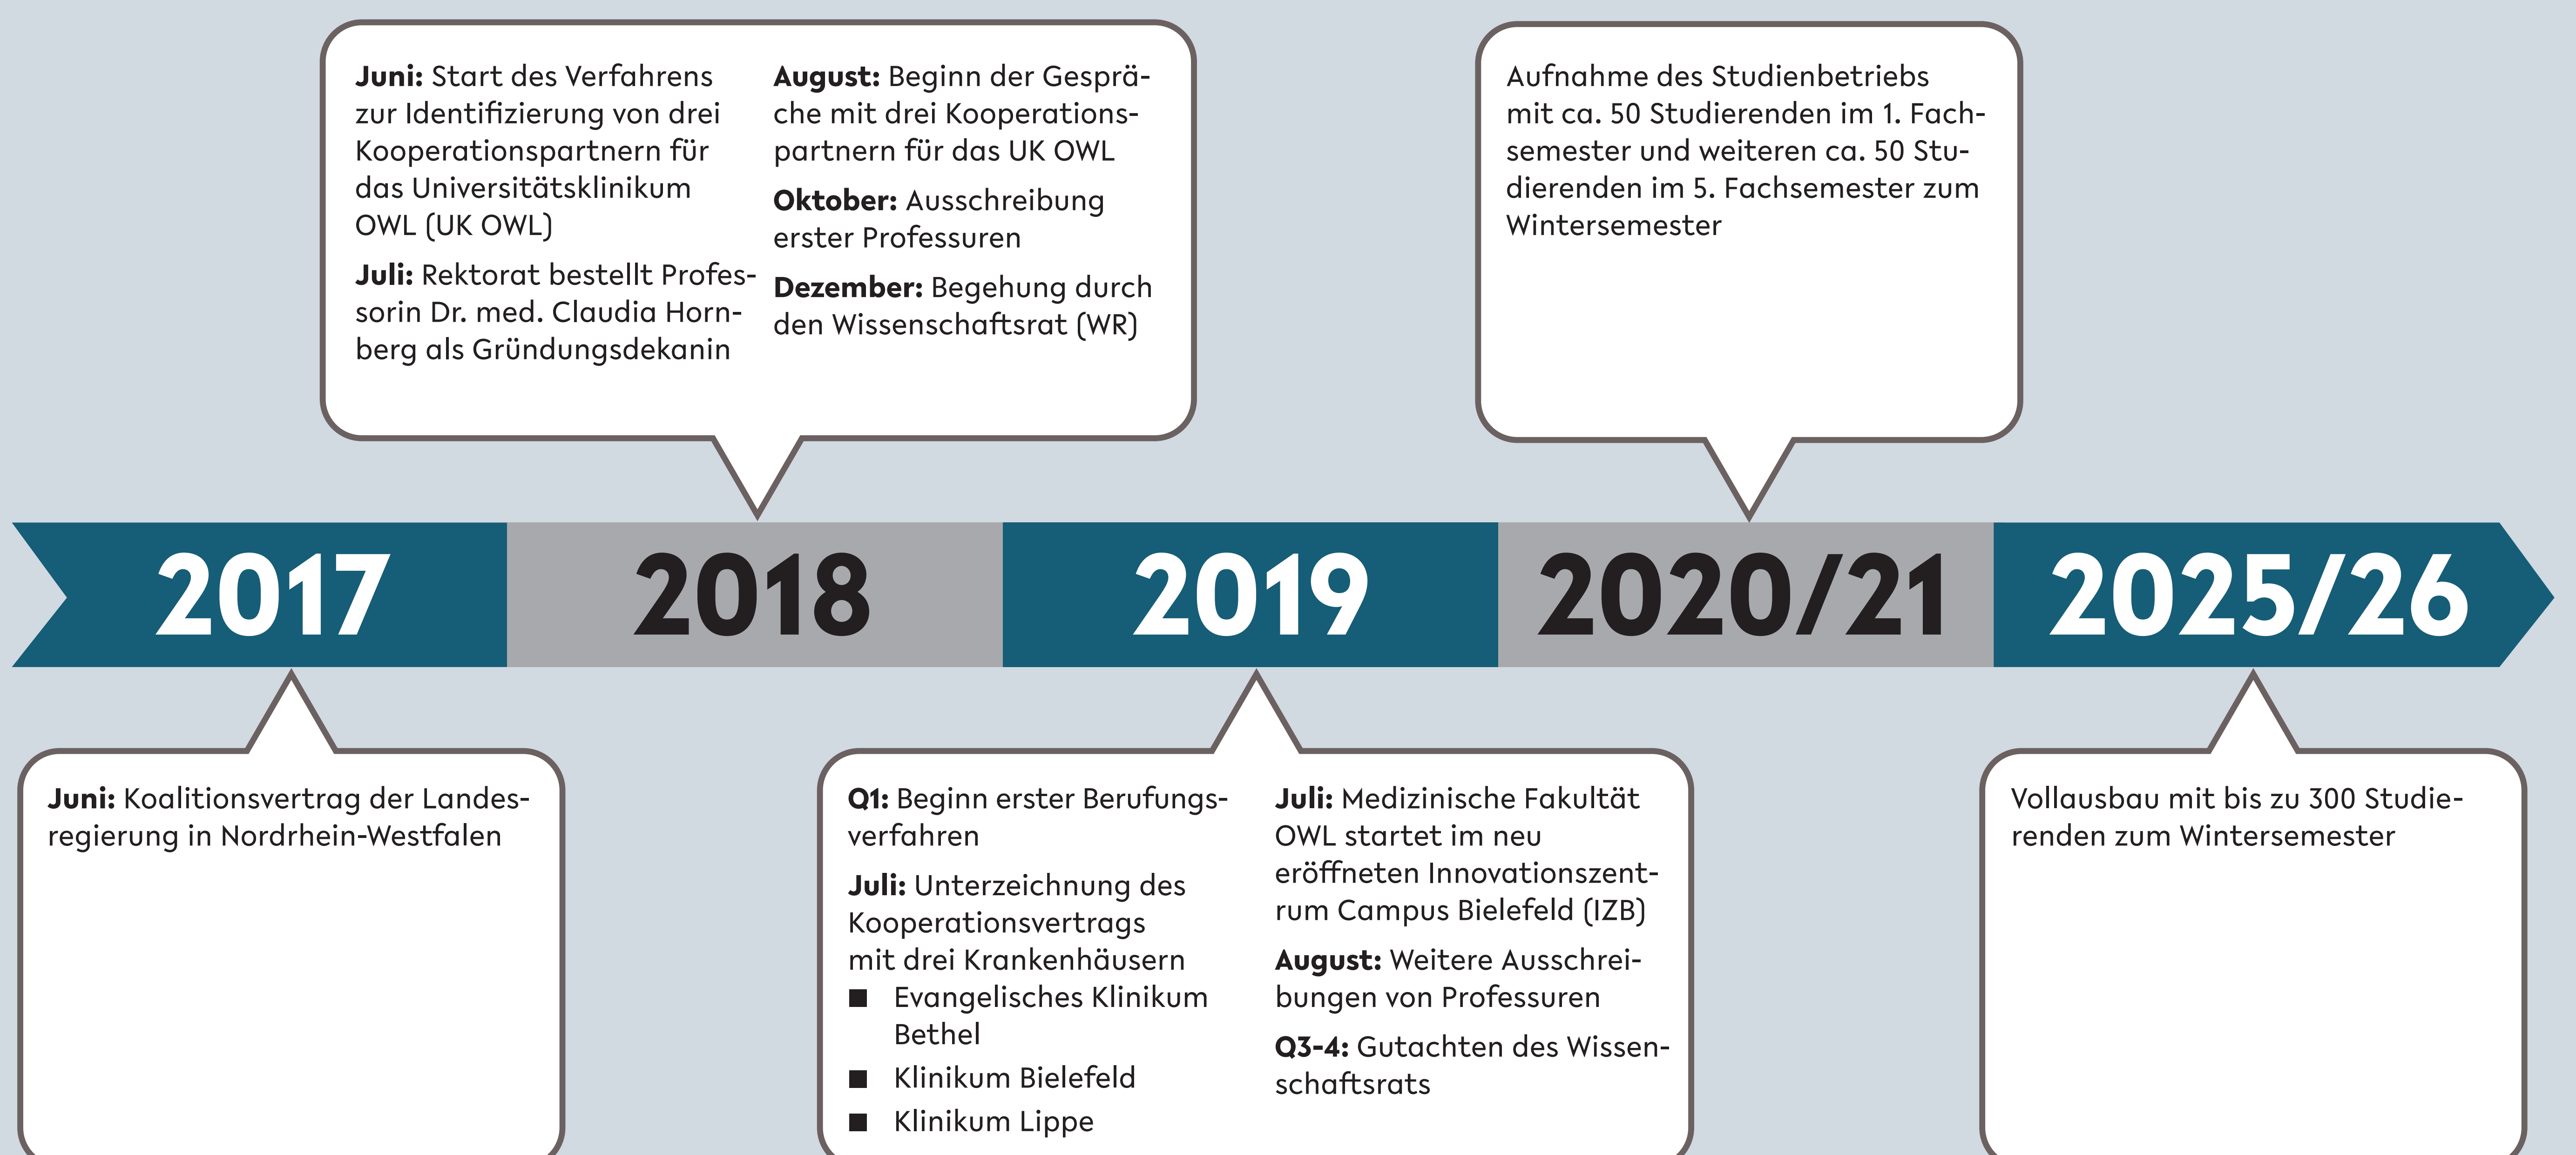 Juni: Start des Verfahrens
zur Identifizierung von drei
Kooperationspartnern für
das Universitätsklinikum
OWL (UK OWL)
Juli: Rektorat bestellt Profes-
sorin Dr. med. Claudia Horn-
berg als Gründungsdekanin
August: Beginn der Gesprä-
che mit drei Kooperations-
partnern für das UK OWL
Oktober: Ausschreibung
erster Professuren
Dezember: Begehung durch
den Wissenschaftsrat (WR)
Aufnahme des Studienbetriebs
mit ca. 50 Studierenden im 1. Fach-
semester und weiteren ca. 50 Stu-
dierenden im 5. Fachsemester zum
Wintersemester
2017
2018
2019
2020/21
2025/26
Juni: Koalitionsvertrag der Landes-
regierung in Nordrhein-Westfalen
Q1: Beginn erster Berufungs-
verfahren
Juli: Unterzeichnung des
Kooperationsvertrags
mit drei Krankenhäusern
■ Evangelisches Klinikum
Bethel
■ Klinikum Bielefeld
■ Klinikum Lippe
Juli: Medizinische Fakultät
OWL startet im neu
eröffneten Innovationszent-
rum Campus Bielefeld (IZB)
August: Weitere Ausschrei-
bungen von Professuren
Q3-4: Gutachten des Wissen-
schaftsrats
Vollausbau mit bis zu 300 Studie-
renden zum Wintersemester